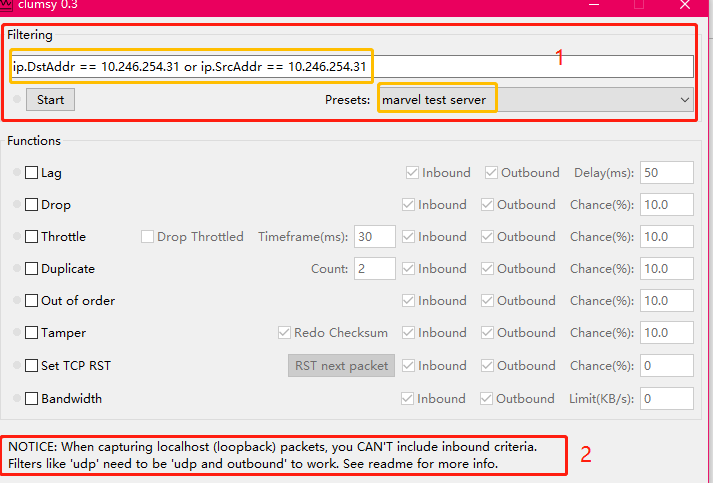 clumsy 0.3
Filtering
1
ip.DstAddr == 10.246.254.31 or ip.SrcAddr == 10.246.254.31
Start Presets: marvel test server
Functions
Lag Inbound Outbound Delay(ms): 50
Drop Inbound Outbound Chance(%): 10.0
Throttle Drop Throttled Timeframe(ms): 30 Inbound Outbound Chance(%): 10.0
Duplicate Count: 2 Inbound Outbound Chance(%): 10.0
Out of order Inbound Outbound Chance(%): 10.0
Tamper Redo Checksum Inbound Outbound Chance(%): 10.0
Set TCP RST RST next packet Inbound Outbound Chance(%): 0
Bandwidth Inbound Outbound Limit(KB/s): 0
NOTICE: When capturing localhost (loopback) packets, you CAN'T include inbound criteria.
Filters like 'udp' need to be 'udp and outbound' to work. See readme for more info.
2